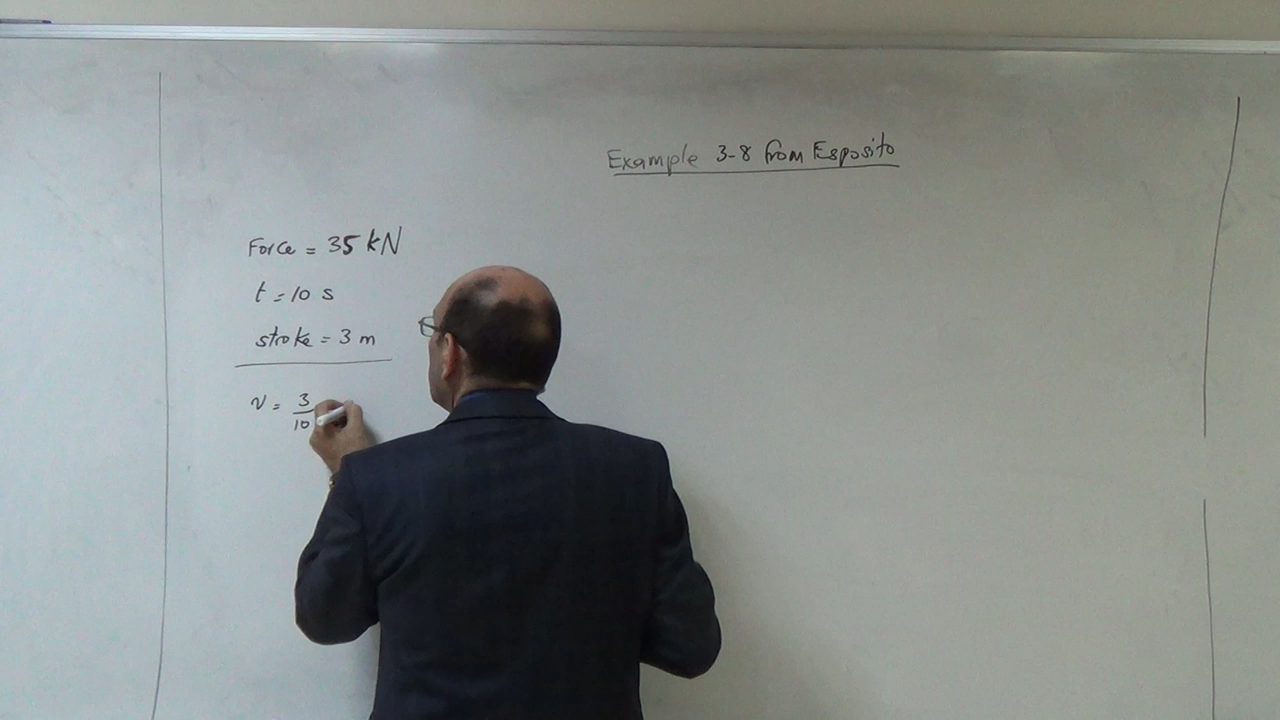 Example 3-8 from Esposito
Force = 35 kN
t = 10 s
stroke = 3 m
v = 3/10